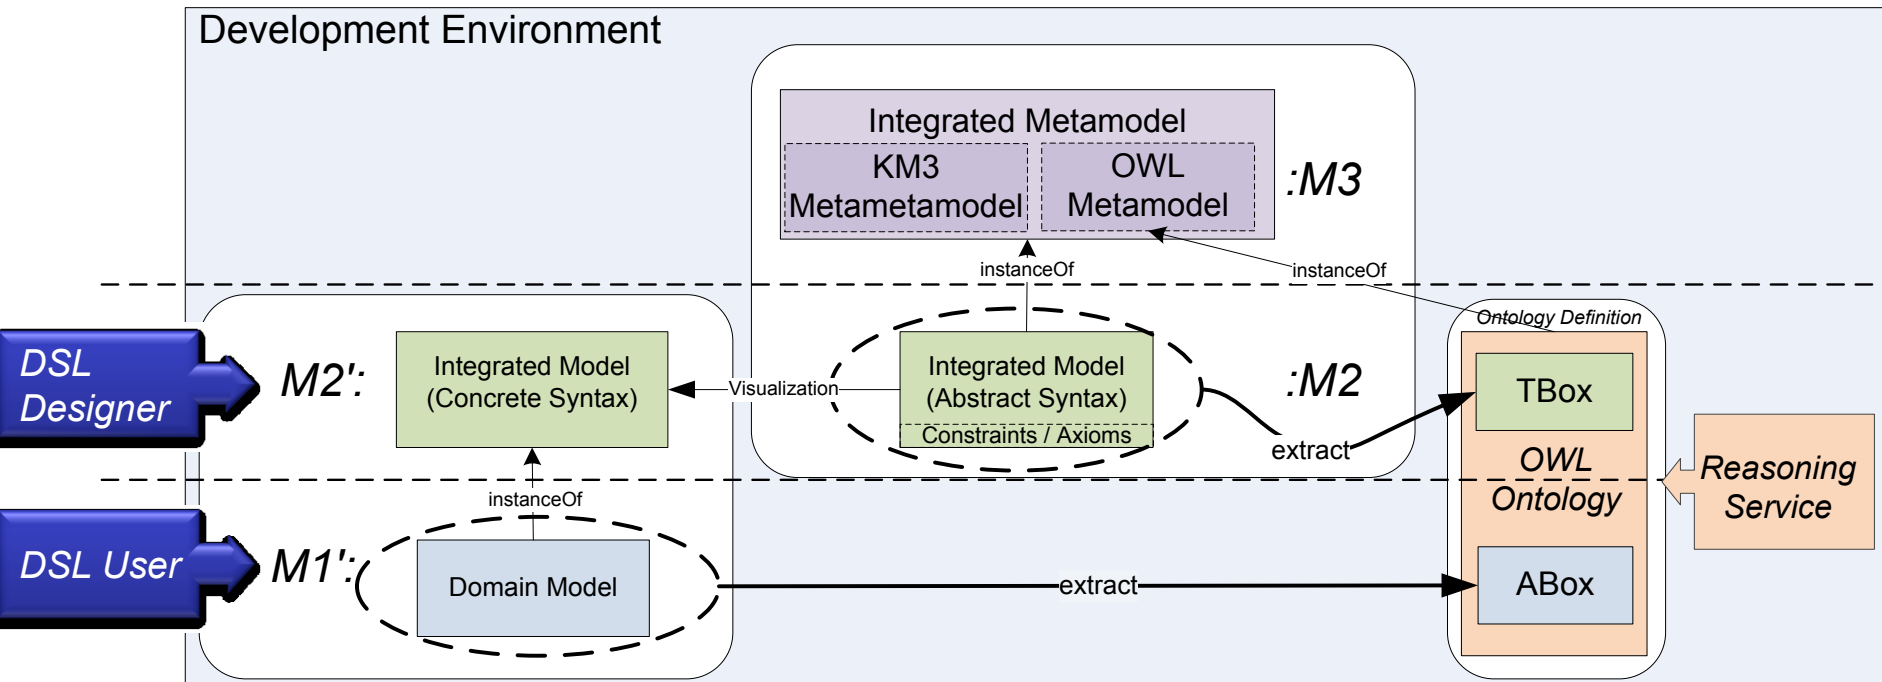 Development Environment
Integrated Metamodel
KM3
Metametamodel
OWL
Metamodel
:M3
instanceOf
instanceOf
Ontology Definition
DSL
Designer
M2':
Integrated Model
(Concrete Syntax)
Visualization
Integrated Model
(Abstract Syntax)
Constraints / Axioms
:M2
extract
TBox
OWL
Ontology
Reasoning
Service
instanceOf
DSL User
M1':
Domain Model
extract
ABox